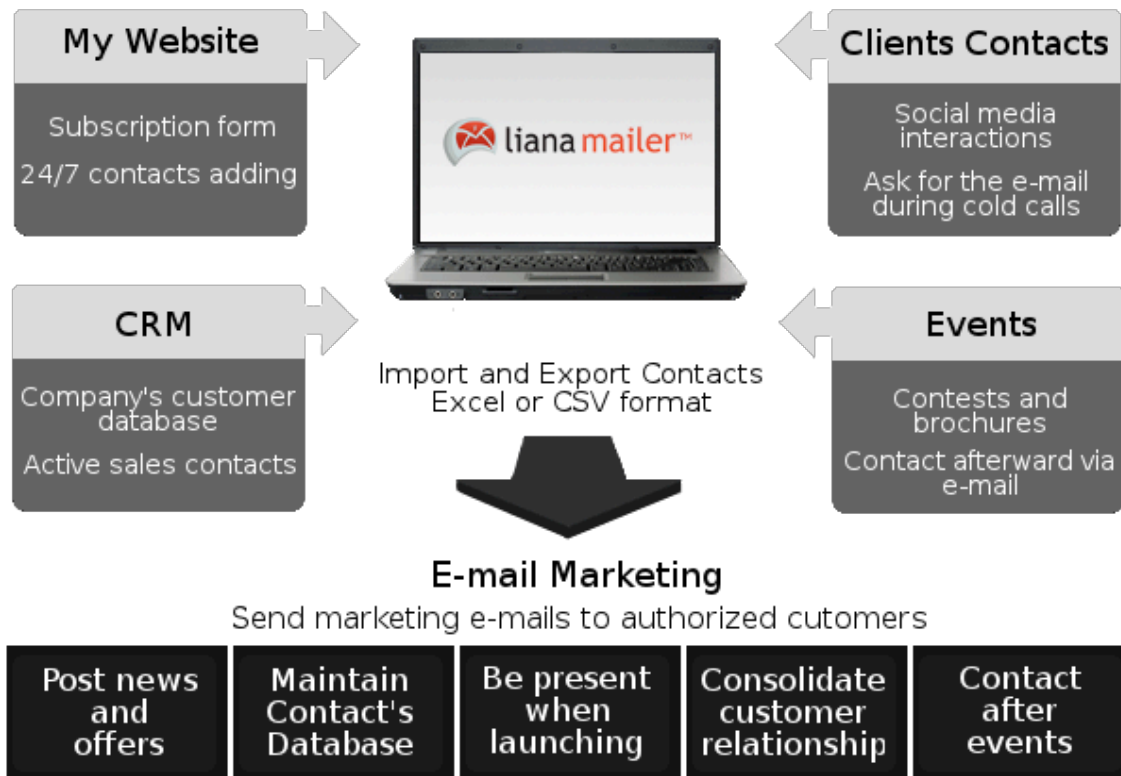 My Website
Subscription form
24/7 contacts adding
liana mailer™
Clients Contacts
Social media
interactions
Ask for the e-mail
during cold calls
CRM
Company's customer
database
Active sales contacts
Import and Export Contacts
Excel or CSV format
Events
Contests and
brochures
Contact afterward via
e-mail
E-mail Marketing
Send marketing e-mails to authorized cutomers
Post news
and
offers
Maintain
Contact's
Database
Be present
when
launching
Consolidate
customer
relationship
Contact
after
events